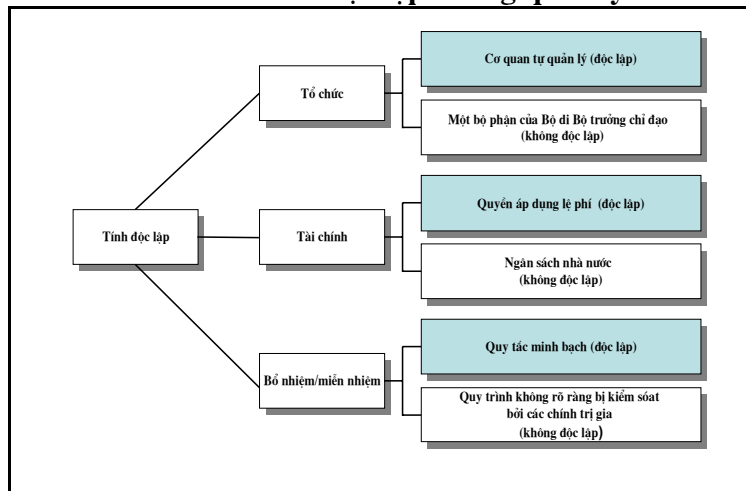 Cơ quan tự quản lý (độc lập)
Tổ chức
Một bộ phận của Bộ di Bộ trưởng chỉ đạo
(không độc lập)
Quyền áp dụng lệ phí (độc lập)
Tính độc lập
Tài chính
Ngân sách nhà nước
(không độc lập)
Quy tắc minh bạch (độc lập)
Bổ nhiệm/miễn nhiệm
Quy trình không rõ ràng bị kiểm sóat
bởi các chính trị gia
(không độc lập)